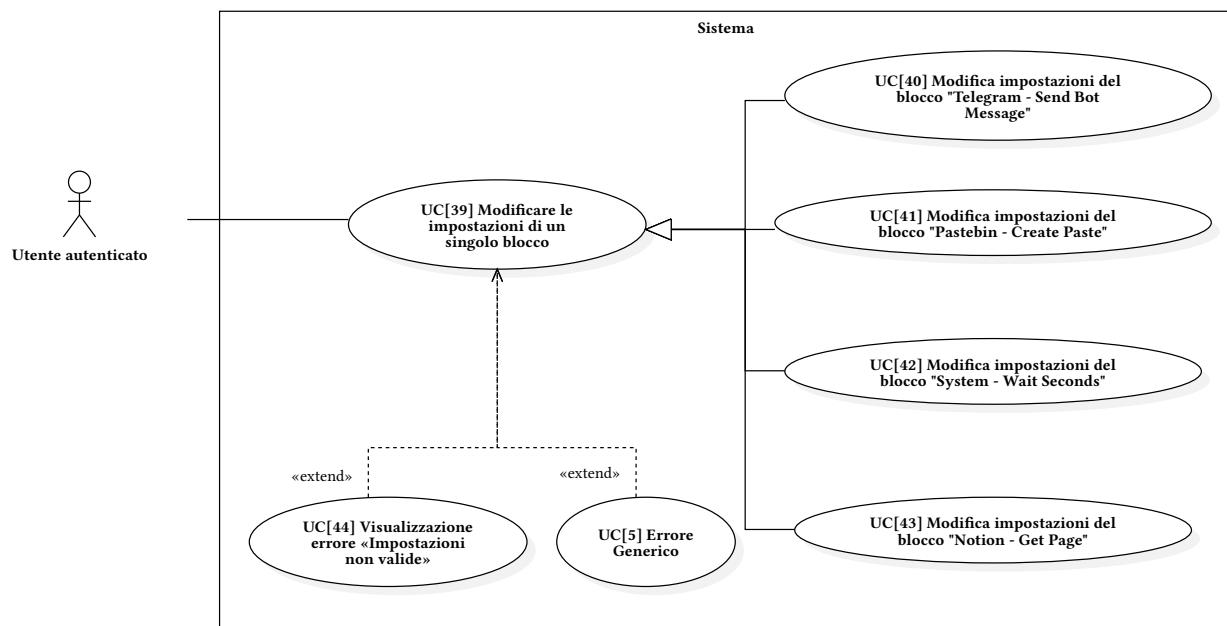 Sistema
UC[40] Modifica impostazioni del
blocco "Telegram - Send Bot
Message"
UC[39] Modificare le
impostazioni di un
singolo blocco
UC[41] Modifica impostazioni del
blocco "Pastebin - Create Paste"
Utente autenticato
UC[42] Modifica impostazioni del
blocco "System - Wait Seconds"
«extend»
«extend»
UC[44] Visualizzazione
errore «Impostazioni
non valide»
UC[5] Errore
Generico
UC[43] Modifica impostazioni del
blocco "Notion - Get Page"